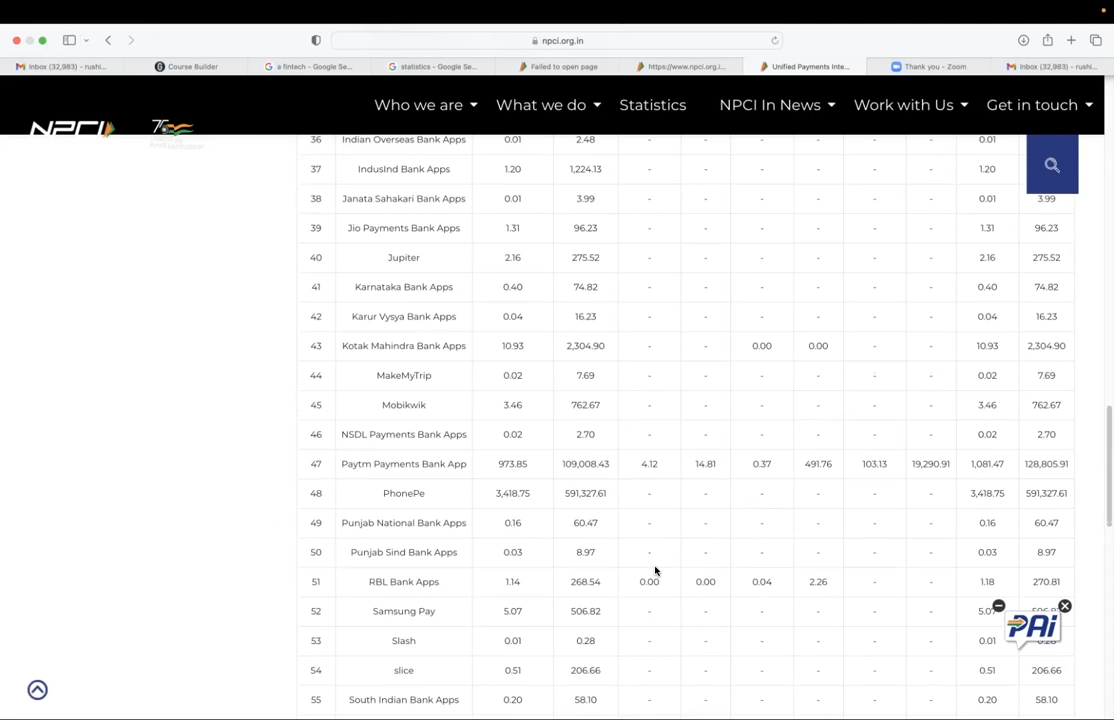 npci.org.in
Inbox (32,983) – rushi...
Course Builder
a fintech - Google Se...
statistics - Google Se...
Failed to open page
https://www.npci.org.i...
Unified Payments Inte...
Thank you - Zoom
Inbox (32,983) – rushi...
NPCI
75
Who we are
What we do
Statistics
NPCI In News
Work with Us
Get in touch
36 Indian Overseas Bank Apps 0.01 2.48 - - - - - - 0.01
37 IndusInd Bank Apps 1.20 1,224.13 - - - - - - 1.20
38 Janata Sahakari Bank Apps 0.01 3.99 - - - - - - 0.01 3.99
39 Jio Payments Bank Apps 1.31 96.23 - - - - - - 1.31 96.23
40 Jupiter 2.16 275.52 - - - - - - 2.16 275.52
41 Karnataka Bank Apps 0.40 74.82 - - - - - - 0.40 74.82
42 Karur Vysya Bank Apps 0.04 16.23 - - - - - - 0.04 16.23
43 Kotak Mahindra Bank Apps 10.93 2,304.90 - - 0.00 0.00 - - 10.93 2,304.90
44 MakeMyTrip 0.02 7.69 - - - - - - 0.02 7.69
45 Mobikwik 3.46 762.67 - - - - - - 3.46 762.67
46 NSDL Payments Bank Apps 0.02 2.70 - - - - - - 0.02 2.70
47 Paytm Payments Bank App 973.85 109,008.43 4.12 14.81 0.37 491.76 103.13 19,290.91 1,081.47 128,805.91
48 PhonePe 3,418.75 591,327.61 - - - - - - 3,418.75 591,327.61
49 Punjab National Bank Apps 0.16 60.47 - - - - - - 0.16 60.47
50 Punjab Sind Bank Apps 0.03 8.97 - - - - - - 0.03 8.97
51 RBL Bank Apps 1.14 268.54 0.00 0.00 0.04 2.26 - - 1.18 270.81
52 Samsung Pay 5.07 506.82 - - - - - - 5.07
53 Slash 0.01 0.28 - - - - - - 0.01
PAi
54 slice 0.51 206.66 - - - - - - 0.51 206.66
55 South Indian Bank Apps 0.20 58.10 - - - - - - 0.20 58.10